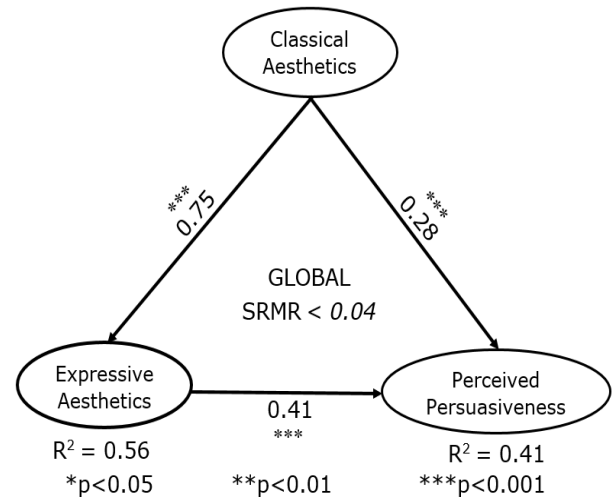 Classical
Aesthetics
***
0.75
***
0.28
GLOBAL
SRMR < 0.04
Expressive
Aesthetics
0.41
***
Perceived
Persuasiveness
R² = 0.56
R² = 0.41
*p<0.05 **p<0.01 ***p<0.001